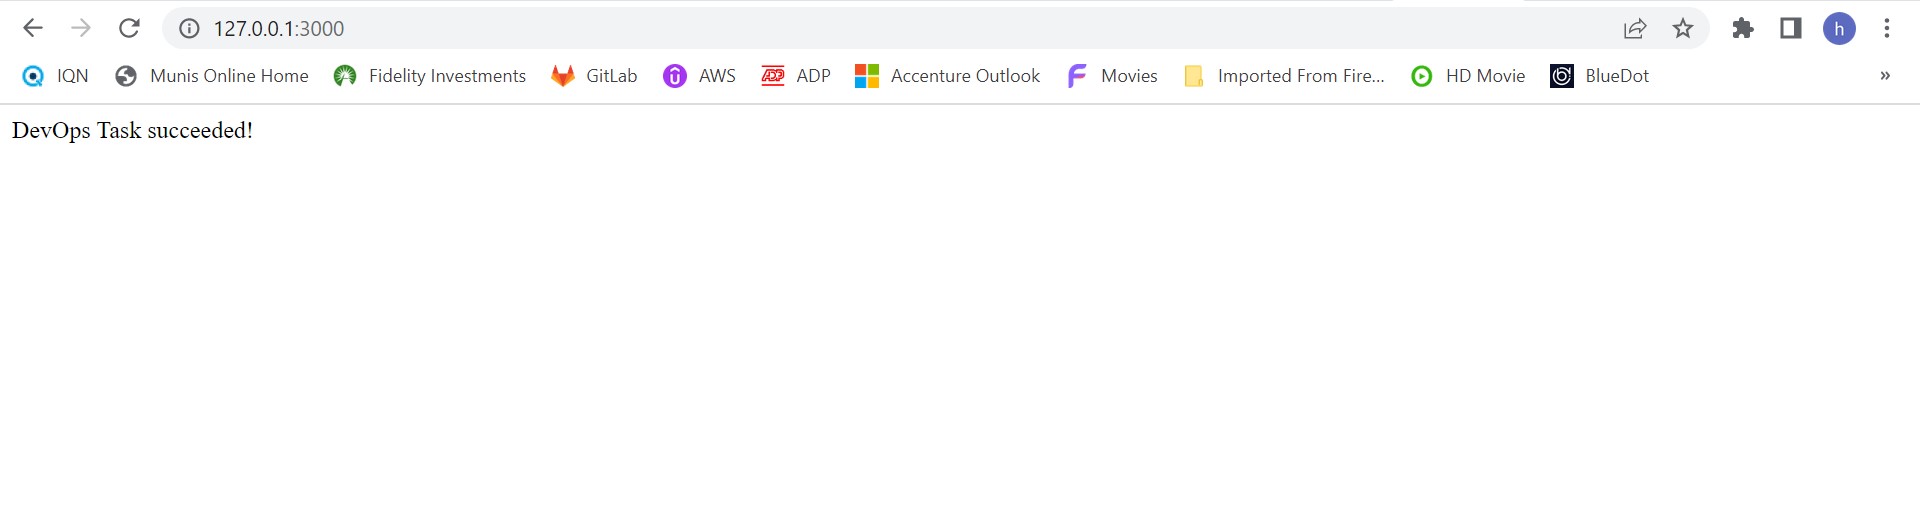 127.0.0.1:3000
h
IQN Munis Online Home Fidelity Investments GitLab AWS ADP Accenture Outlook Movies Imported From Fire... HD Movie BlueDot »
DevOps Task succeeded!